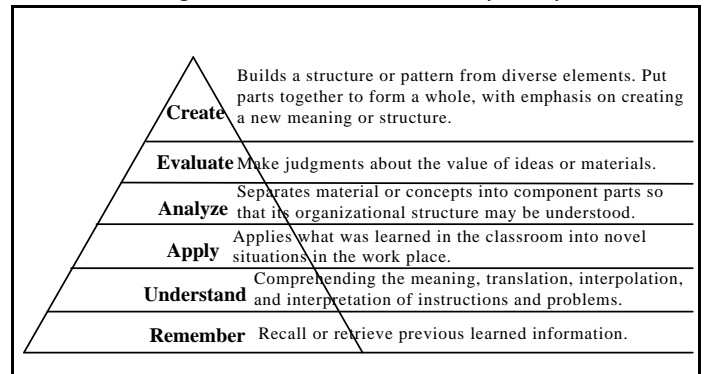 Builds a structure or pattern from diverse elements. Put
parts together to form a whole, with emphasis on creating
a new meaning or structure.
Create
Evaluate Make judgments about the value of ideas or materials.
Separates material or concepts into component parts so
Analyze that its organizational structure may be understood.
Applies what was learned in the classroom into novel
Apply situations in the work place.
Comprehending the meaning, translation, interpolation,
Understand and interpretation of instructions and problems.
Remember Recall or retrieve previous learned information.